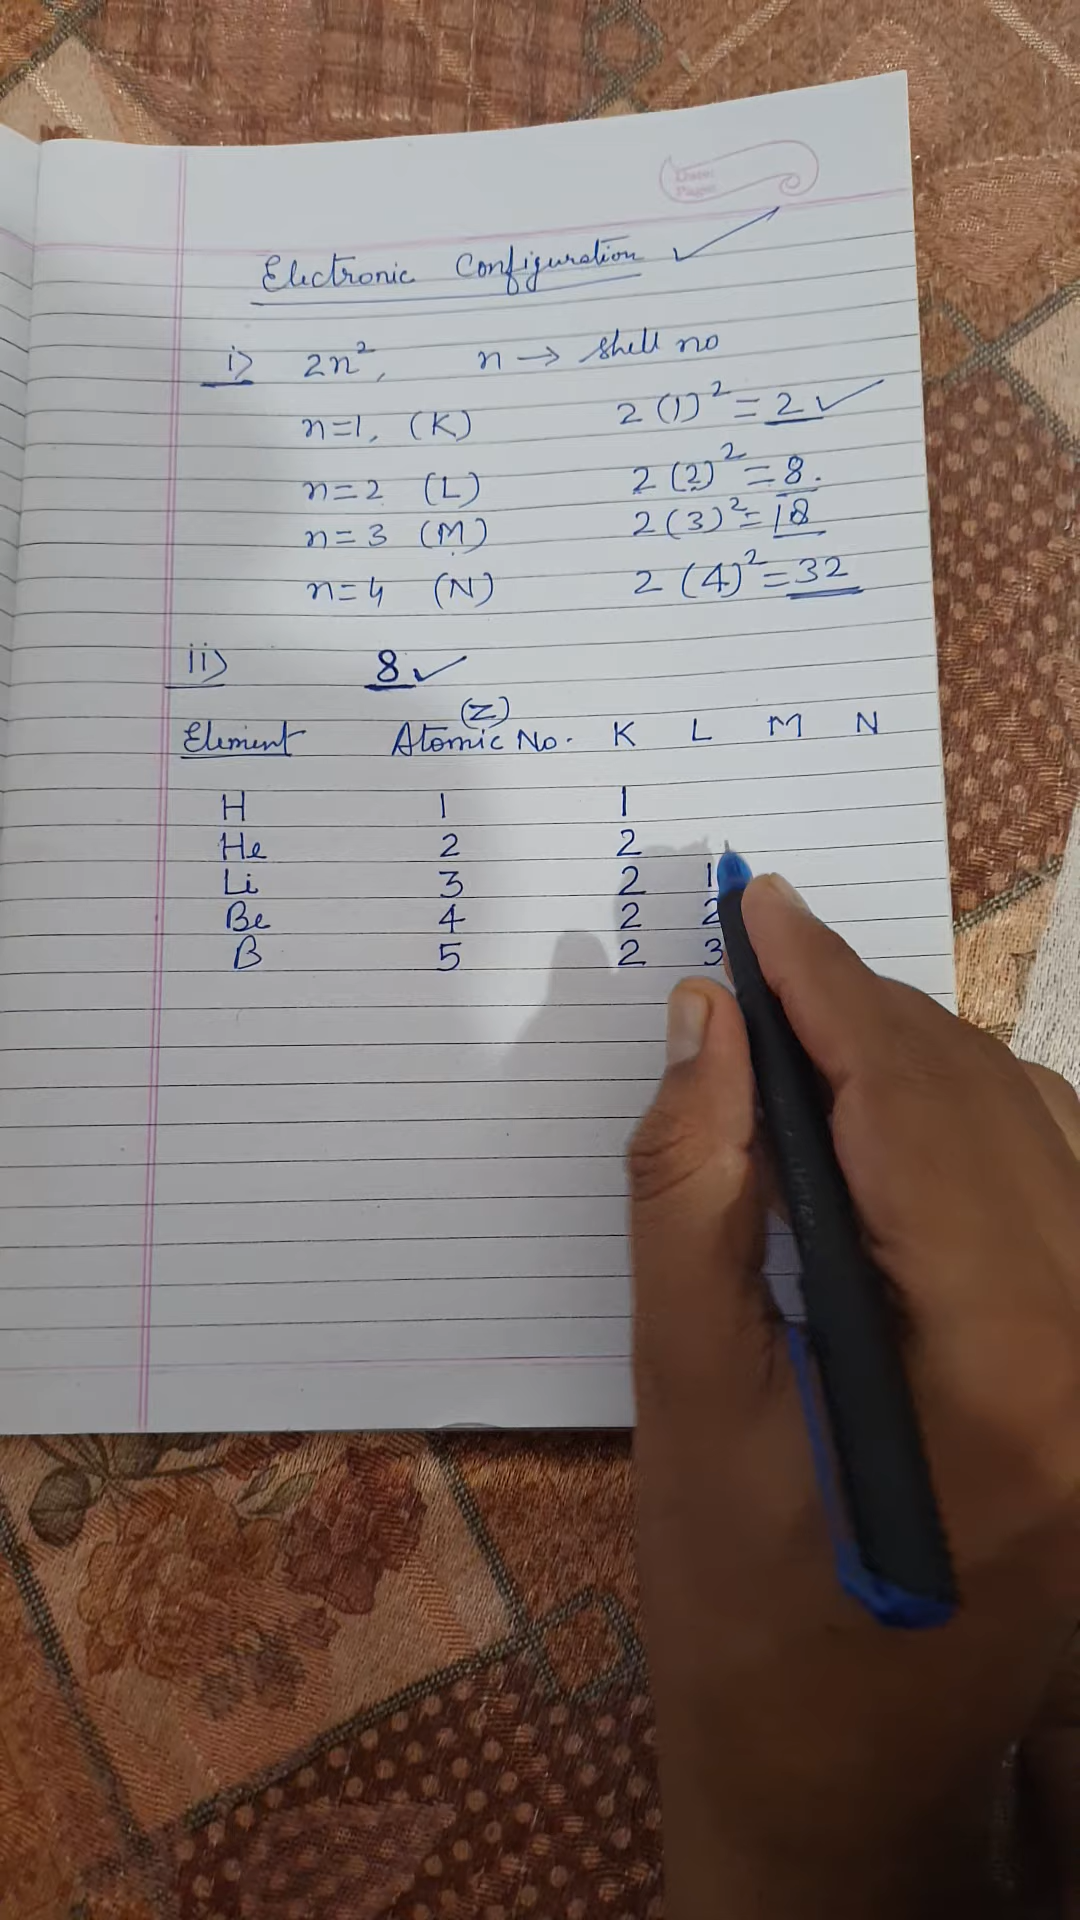 Date:
Page:
Electronic Configuration ✓
i) 2n², n → shell no
n=1, (K) 2 (1)² = 2 ✓
n=2 (L) 2 (2)² = 8.
n=3 (M) 2 (3)² = 18
n=4 (N) 2 (4)² = 32
ii) 8 ✓
Element Atomic No. (Z) K L M N
H 1 1
He 2 2
Li 3 2 1
Be 4 2 2
B 5 2 3